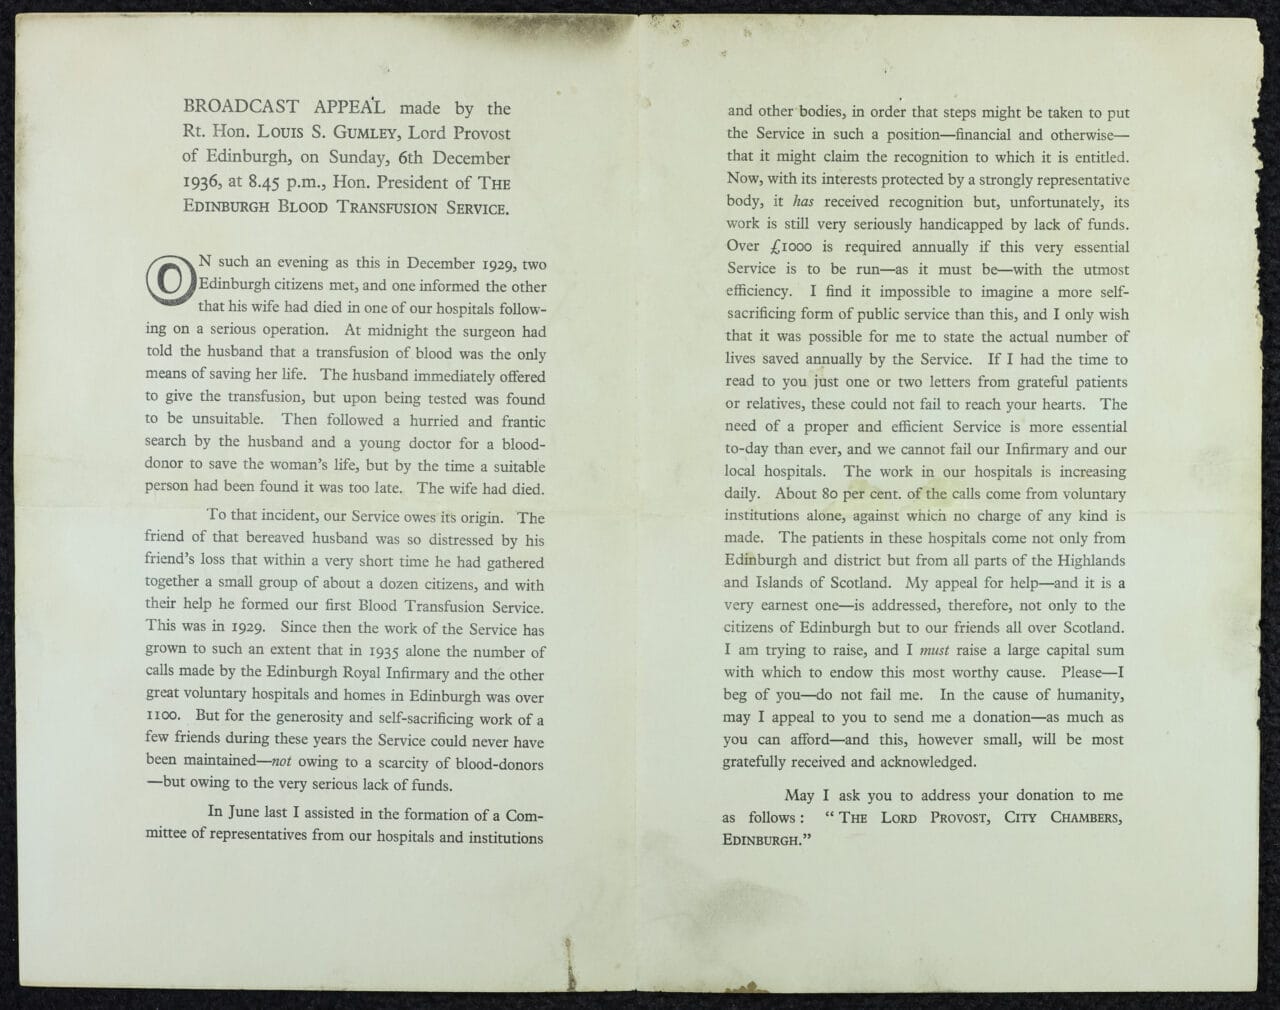 BROADCAST APPEAL made by the
Rt. Hon. LOUIS S. GUMLEY, Lord Provost
of Edinburgh, on Sunday, 6th December
1936, at 8.45 p.m., Hon. President of THE
EDINBURGH BLOOD TRANSFUSION SERVICE.
ON such an evening as this in December 1929, two
Edinburgh citizens met, and one informed the other
that his wife had died in one of our hospitals follow-
ing on a serious operation. At midnight the surgeon had
told the husband that a transfusion of blood was the only
means of saving her life. The husband immediately offered
to give the transfusion, but upon being tested was found
to be unsuitable. Then followed a hurried and frantic
search by the husband and a young doctor for a blood-
donor to save the woman's life, but by the time a suitable
person had been found it was too late. The wife had died.
To that incident, our Service owes its origin. The
friend of that bereaved husband was so distressed by his
friend's loss that within a very short time he had gathered
together a small group of about a dozen citizens, and with
their help he formed our first Blood Transfusion Service.
This was in 1929. Since then the work of the Service has
grown to such an extent that in 1935 alone the number of
calls made by the Edinburgh Royal Infirmary and the other
great voluntary hospitals and homes in Edinburgh was over
1100. But for the generosity and self-sacrificing work of a
few friends during these years the Service could never have
been maintained—not owing to a scarcity of blood-donors
—but owing to the very serious lack of funds.
In June last I assisted in the formation of a Com-
mittee of representatives from our hospitals and institutions
and other bodies, in order that steps might be taken to put
the Service in such a position—financial and otherwise—
that it might claim the recognition to which it is entitled.
Now, with its interests protected by a strongly representative
body, it has received recognition but, unfortunately, its
work is still very seriously handicapped by lack of funds.
Over £1000 is required annually if this very essential
Service is to be run—as it must be—with the utmost
efficiency. I find it impossible to imagine a more self-
sacrificing form of public service than this, and I only wish
that it was possible for me to state the actual number of
lives saved annually by the Service. If I had the time to
read to you just one or two letters from grateful patients
or relatives, these could not fail to reach your hearts. The
need of a proper and efficient Service is more essential
to-day than ever, and we cannot fail our Infirmary and our
local hospitals. The work in our hospitals is increasing
daily. About 80 per cent. of the calls come from voluntary
institutions alone, against which no charge of any kind is
made. The patients in these hospitals come not only from
Edinburgh and district but from all parts of the Highlands
and Islands of Scotland. My appeal for help—and it is a
very earnest one—is addressed, therefore, not only to the
citizens of Edinburgh but to our friends all over Scotland.
I am trying to raise, and I must raise a large capital sum
with which to endow this most worthy cause. Please—I
beg of you—do not fail me. In the cause of humanity,
may I appeal to you to send me a donation—as much as
you can afford—and this, however small, will be most
gratefully received and acknowledged.
May I ask you to address your donation to me
as follows : “ THE LORD PROVOST, CITY CHAMBERS,
EDINBURGH.”